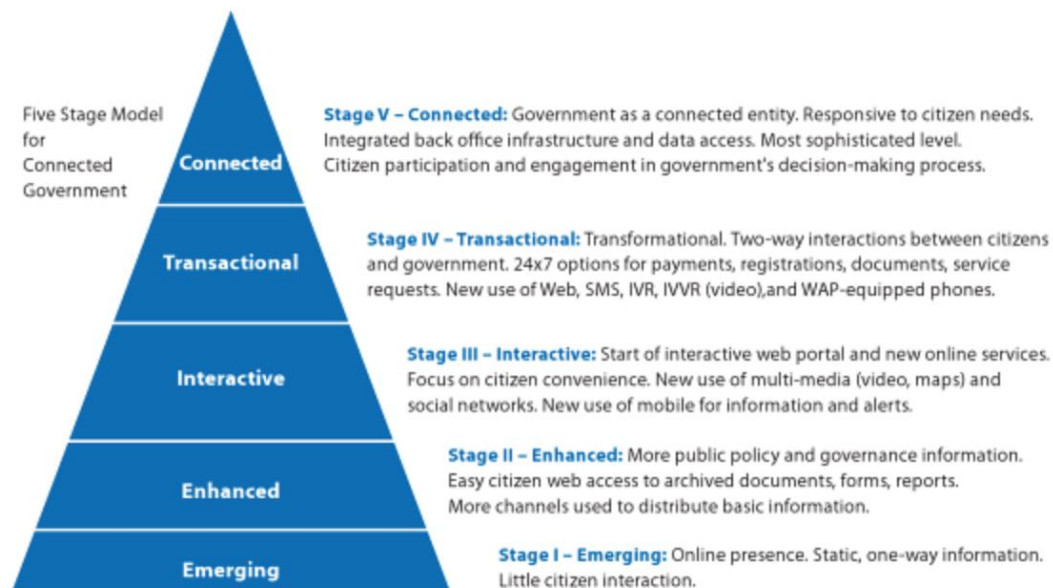 Five Stage Model
for
Connected
Government
Connected
Stage V – Connected: Government as a connected entity. Responsive to citizen needs.
Integrated back office infrastructure and data access. Most sophisticated level.
Citizen participation and engagement in government's decision-making process.
Transactional
Stage IV – Transactional: Transformational. Two-way interactions between citizens
and government. 24x7 options for payments, registrations, documents, service
requests. New use of Web, SMS, IVR, IVVR (video),and WAP-equipped phones.
Interactive
Stage III – Interactive: Start of interactive web portal and new online services.
Focus on citizen convenience. New use of multi-media (video, maps) and
social networks. New use of mobile for information and alerts.
Enhanced
Stage II – Enhanced: More public policy and governance information.
Easy citizen web access to archived documents, forms, reports.
More channels used to distribute basic information.
Emerging
Stage I – Emerging: Online presence. Static, one-way information.
Little citizen interaction.